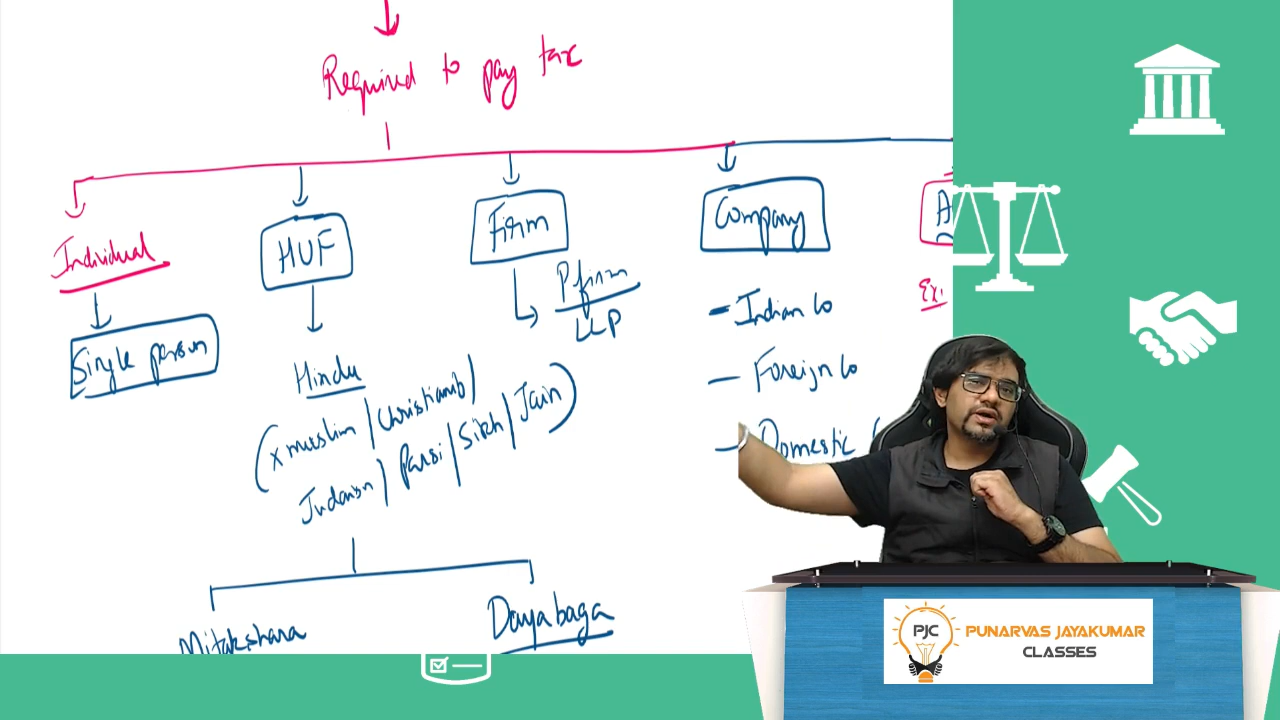 Required to pay tax
Individual
Single person
HUF
Hindu
(x muslim / Christianity /
Judaism / Parsi / Sikh / Jain)
Mitakshara
Dayabaga
Firm
P firm
LLP
Company
- Indian Co
- Foreign Co
- Domestic
A
Ex:
PJC
PUNARVAS JAYAKUMAR
CLASSES